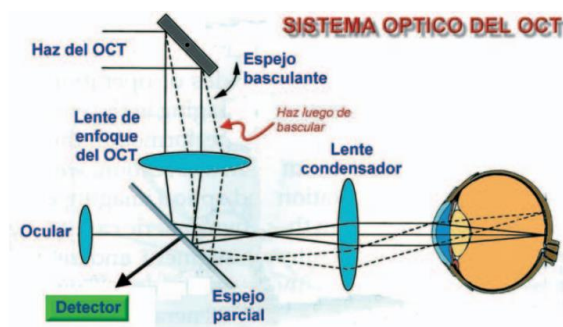 SISTEMA OPTICO DEL OCT
Haz del OCT
Espejo
basculante
Haz luego de
bascular
Lente de
enfoque
del OCT
Lente
condensador
Ocular
Detector
Espejo
parcial